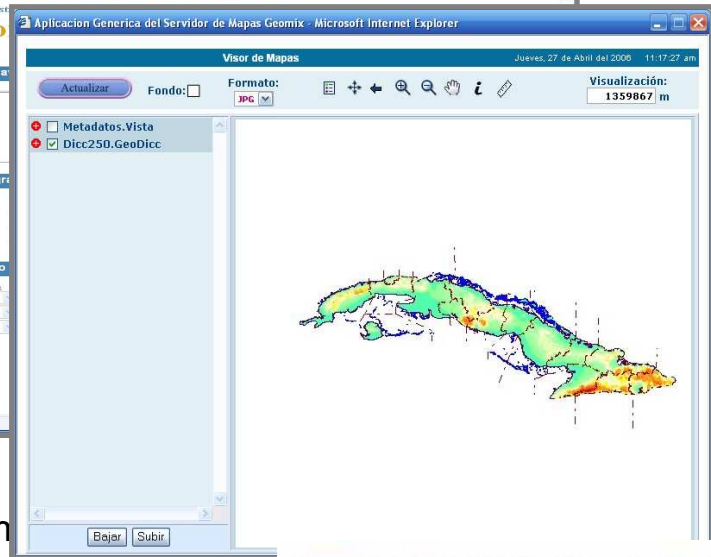 Aplicacion Generica del Servidor de Mapas Geomix - Microsoft Internet Explorer
Visor de Mapas
Jueves, 27 de Abril del 2006 11:17:27 am
Actualizar
Fondo:
Formato:
JPG
Visualización:
1359867 m
Metadatos.Vista
Dicc250.GeoDicc
Bajar
Subir